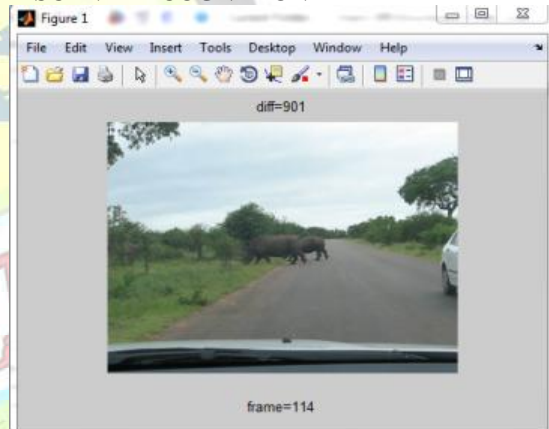 Figure 1
File Edit View Insert Tools Desktop Window Help
diff=901
frame=114